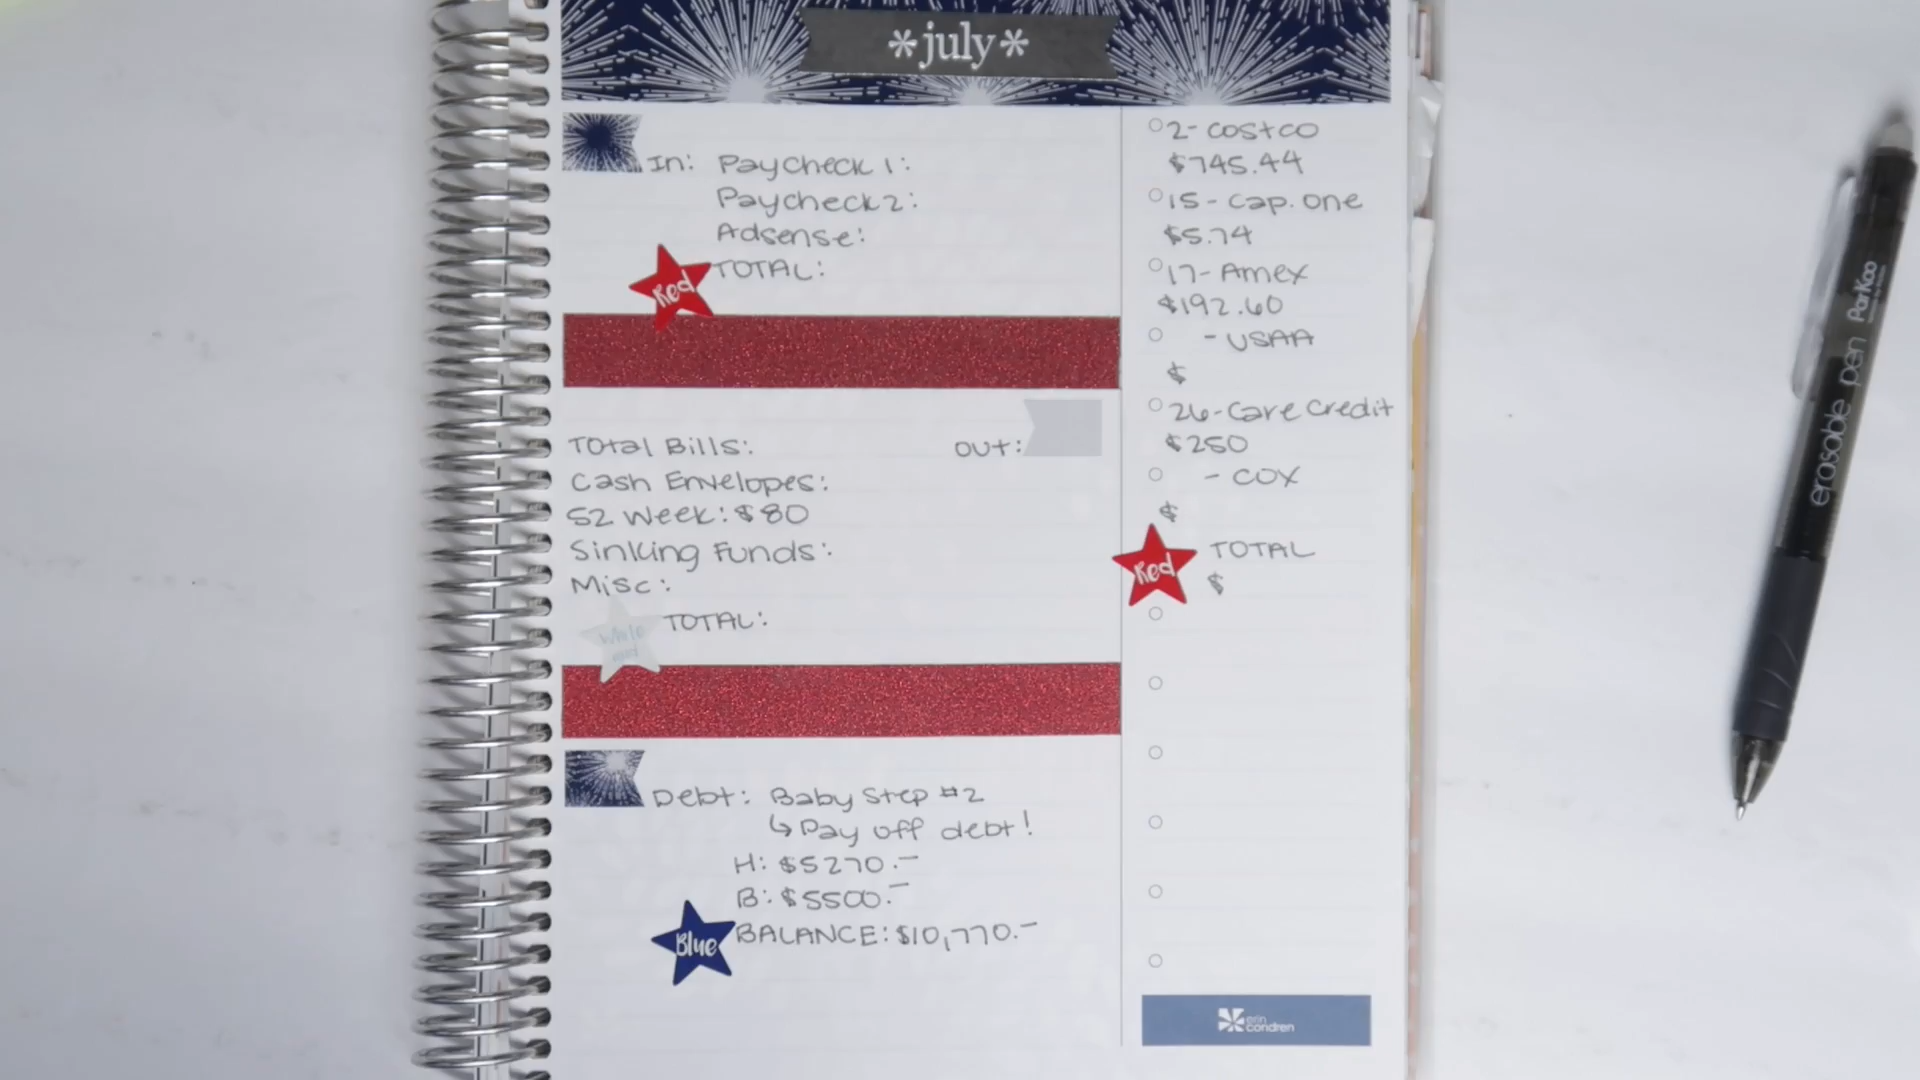 *july*
In: Paycheck 1:
Paycheck 2:
Adsense:
TOTAL:
Red
Total Bills:
OUT:
Cash Envelopes:
52 Week: $80
Sinking Funds:
Misc:
TOTAL:
White
and
Debt: Baby Step #2
↳ Pay off debt!
H: $5270.-
B: $5500.-
BALANCE: $10,770.-
Blue
2- Costco
$745.44
15- Cap. One
$5.74
17- Amex
$192.60
- USAA
$
26- Care Credit
$250
- COX
$
Red
TOTAL
$
erin
condren
erasable pen ParKoo